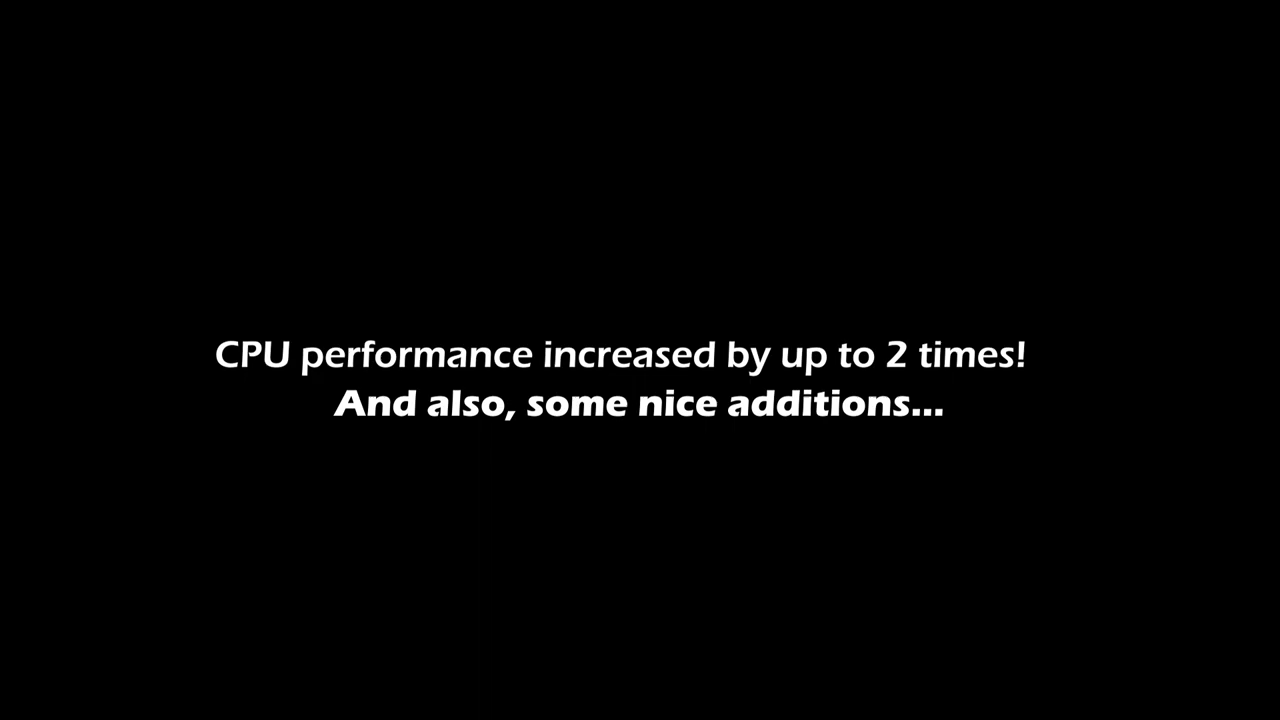 CPU performance increased by up to 2 times!
And also, some nice additions...